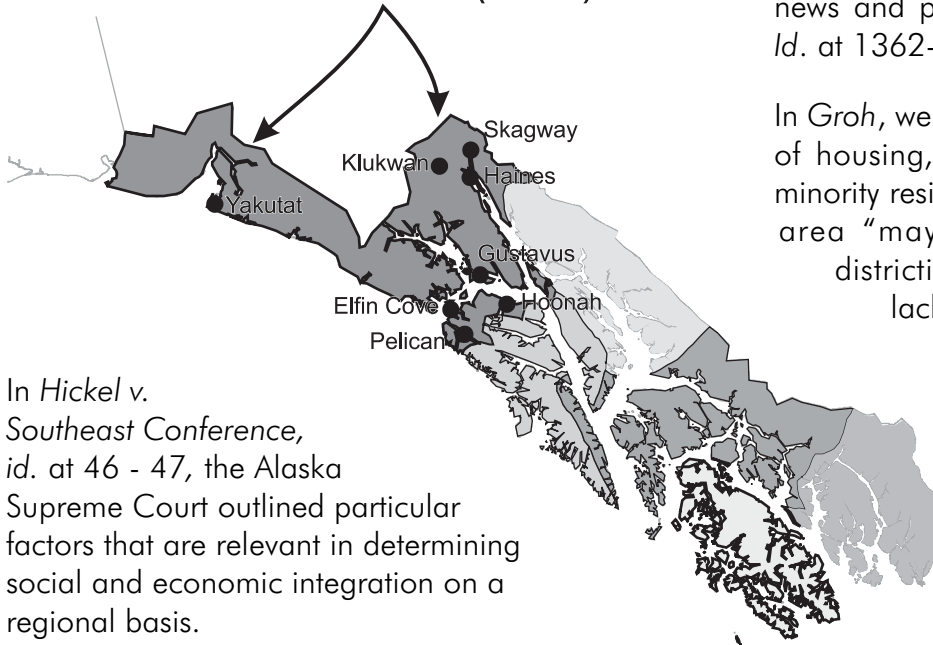 news and p
Id. at 1362-
In Groh, we
of housing,
minority resi
area "may
districti
lac
Skagway
Klukwan
Haines
Yakutat
Gustavus
Elfin Cove
Hoonah
Pelican
In Hickel v.
Southeast Conference,
id. at 46 - 47, the Alaska
Supreme Court outlined particular
factors that are relevant in determining
social and economic integration on a
regional basis.